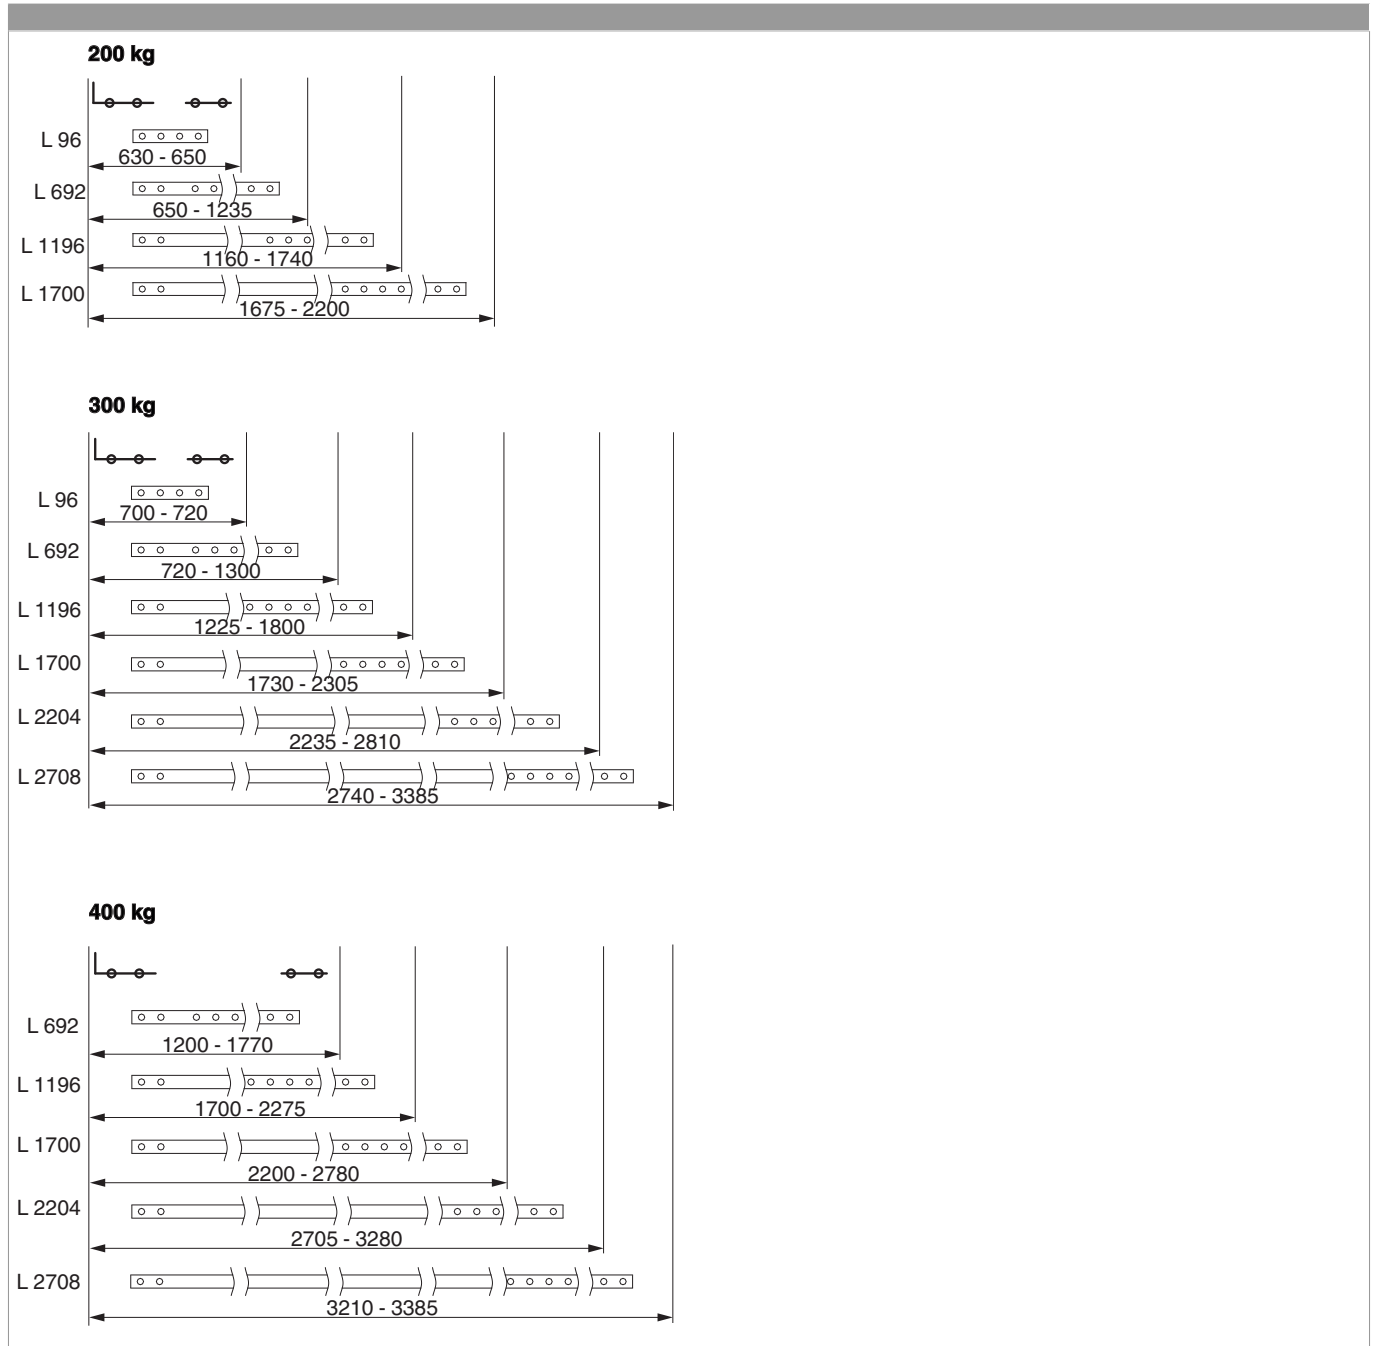 200 kg
L 96
630 - 650
L 692
650 - 1235
L 1196
1160 - 1740
L 1700
1675 - 2200
300 kg
L 96
700 - 720
L 692
720 - 1300
L 1196
1225 - 1800
L 1700
1730 - 2305
L 2204
2235 - 2810
L 2708
2740 - 3385
400 kg
L 692
1200 - 1770
L 1196
1700 - 2275
L 1700
2200 - 2780
L 2204
2705 - 3280
L 2708
3210 - 3385